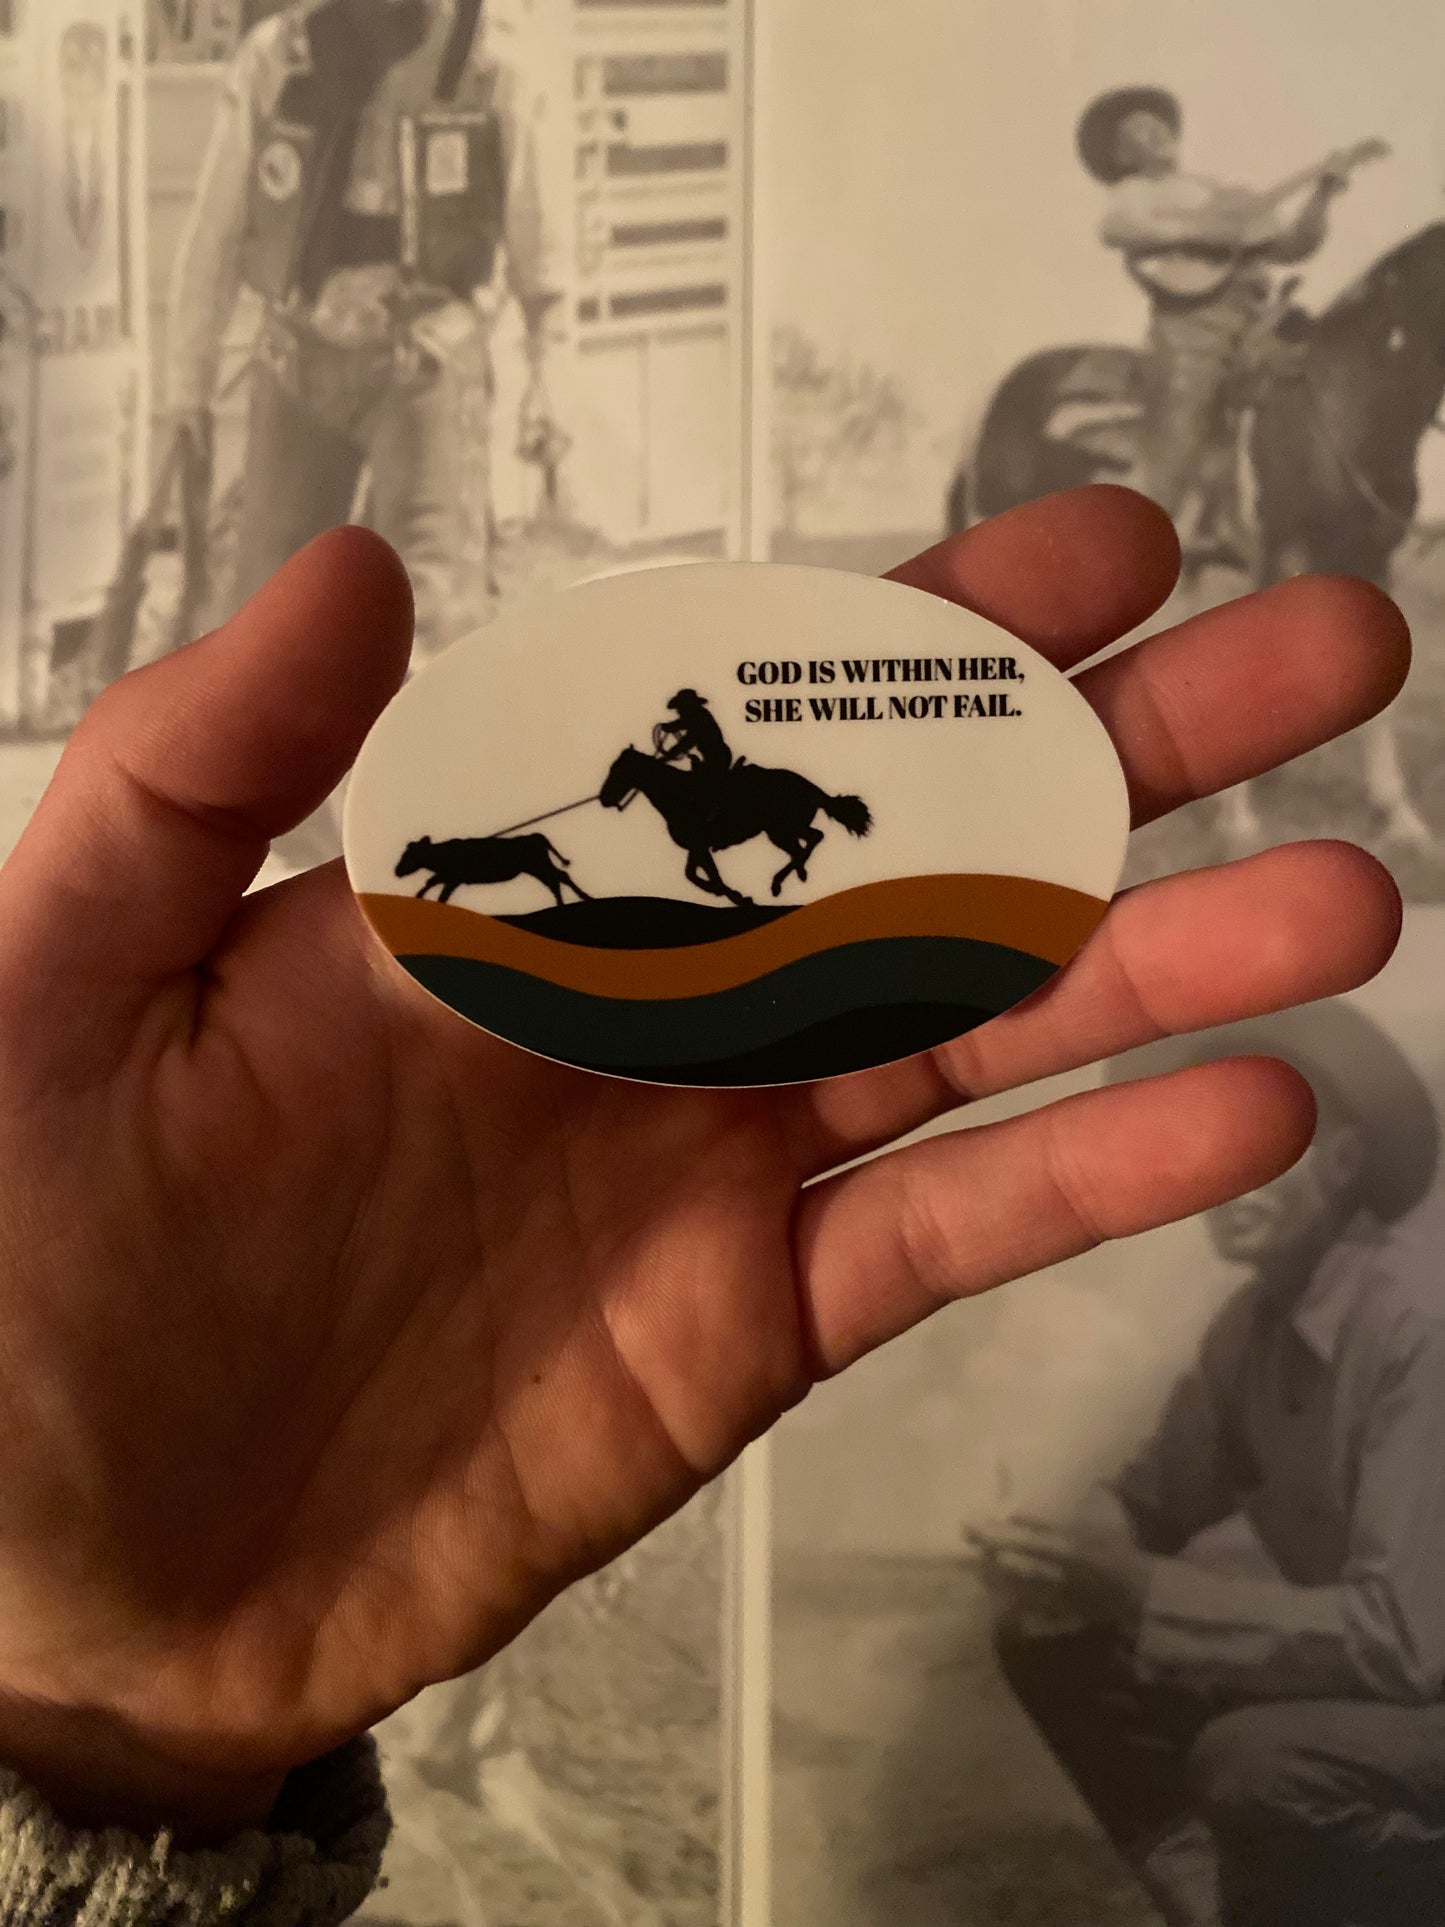 GOD IS WITHIN HER,
SHE WILL NOT FAIL.